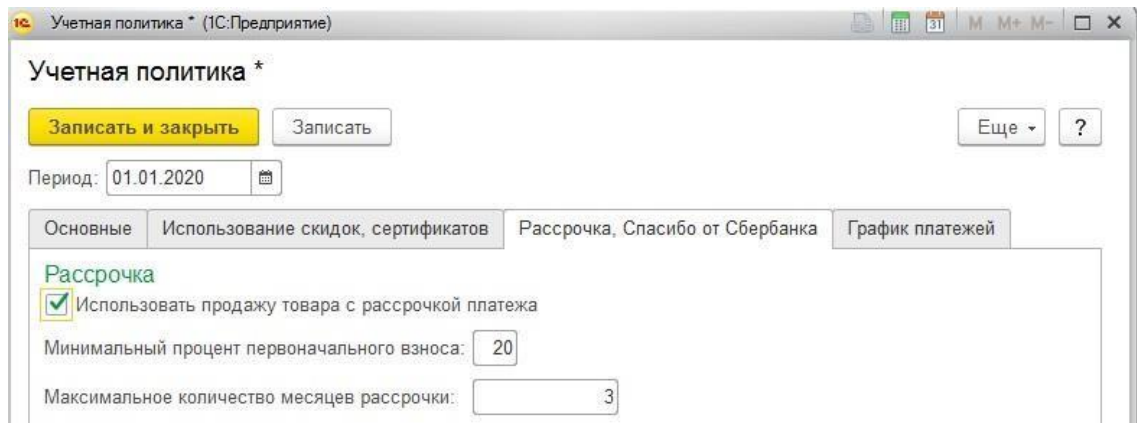 1С Учетная политика * (1С:Предприятие) 31 M M+ M-
Учетная политика *
Записать и закрыть Записать Еще ?
Период: 01.01.2020
Основные Использование скидок, сертификатов Рассрочка, Спасибо от Сбербанка График платежей
Рассрочка
Использовать продажу товара с рассрочкой платежа
Минимальный процент первоначального взноса: 20
Максимальное количество месяцев рассрочки: 3